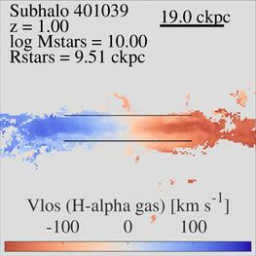 Subhalo 401039
19.0 ckpc
z = 1.00
log Mstars = 10.00
Rstars = 9.51 ckpc
Vlos (H-alpha gas) [km s⁻¹]
-100 0 100